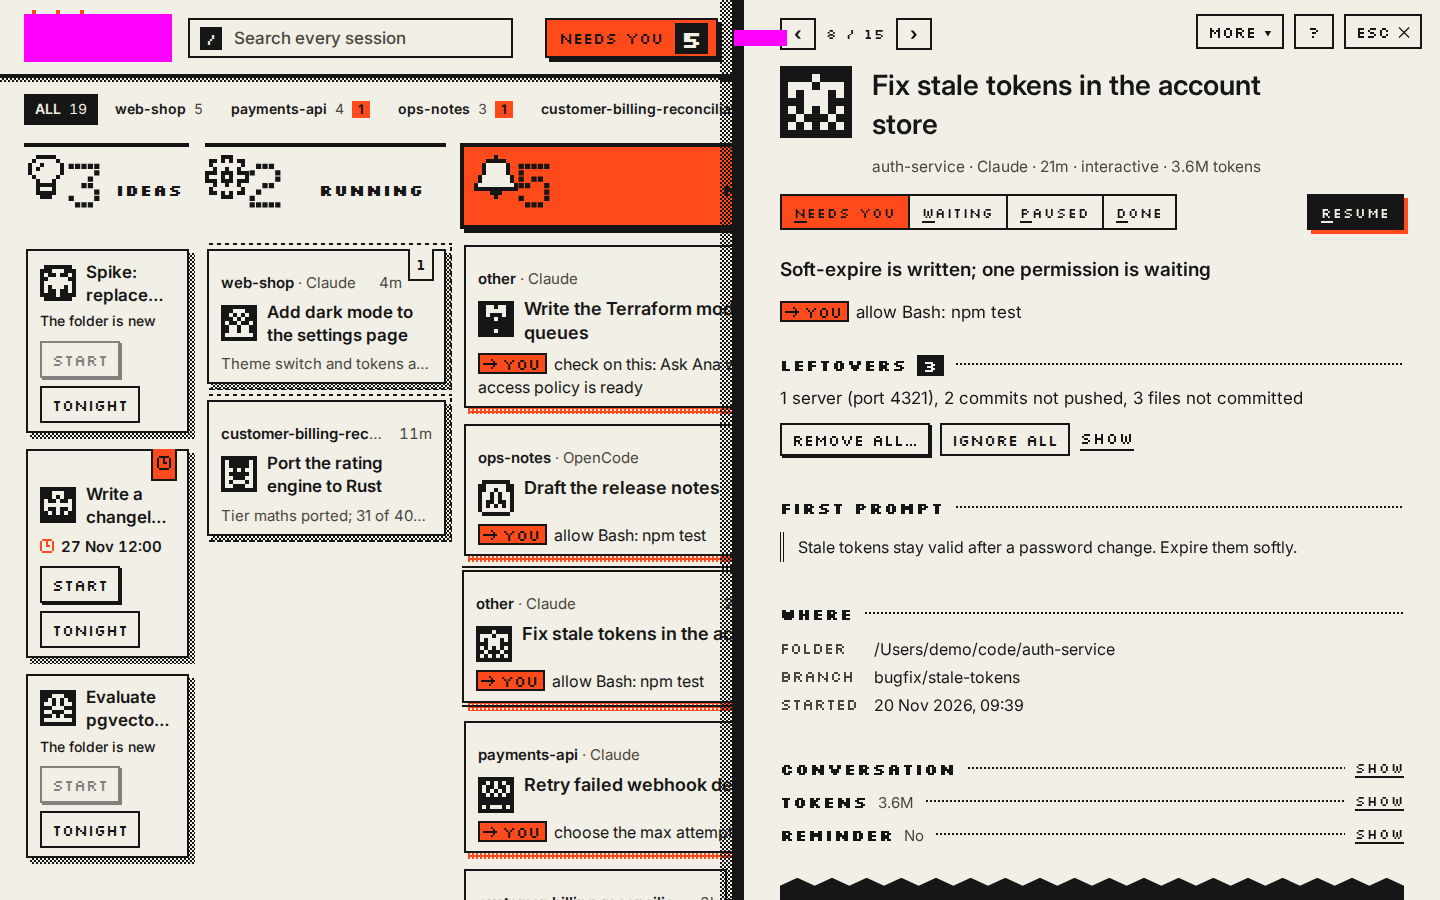 / Search every session
NEEDS YOU 5
ALL 19 web-shop 5 payments-api 4 1 ops-notes 3 1
3 IDEAS
2 RUNNING
5
Spike:
replace...
The folder is new
START
TONIGHT
Write a
changel...
27 Nov 12:00
START
TONIGHT
Evaluate
pgvecto...
The folder is new
START
TONIGHT
1
web-shop · Claude 4m
Add dark mode to
the settings page
Theme switch and tokens a...
customer-billing-rec... 11m
Port the rating
engine to Rust
Tier maths ported; 31 of 40...
other · Claude
Write the Terraform
queues
→ YOU check on this: Ask Ana
access policy is ready
ops-notes · OpenCode
Draft the release notes
→ YOU allow Bash: npm test
other · Claude
Fix stale tokens in the
→ YOU allow Bash: npm test
payments-api · Claude
Retry failed webhook
→ YOU choose the max
‹ 8 / 15 ›
MORE ▾ ? ESC ×
Fix stale tokens in the account
store
auth-service · Claude · 21m · interactive · 3.6M tokens
NEEDS YOU WAITING PAUSED DONE
RESUME
Soft-expire is written; one permission is waiting
→ YOU allow Bash: npm test
LEFTOVERS 3
1 server (port 4321), 2 commits not pushed, 3 files not committed
REMOVE ALL... IGNORE ALL SHOW
FIRST PROMPT
Stale tokens stay valid after a password change. Expire them softly.
WHERE
FOLDER /Users/demo/code/auth-service
BRANCH bugfix/stale-tokens
STARTED 20 Nov 2026, 09:39
CONVERSATION SHOW
TOKENS 3.6M SHOW
REMINDER No SHOW